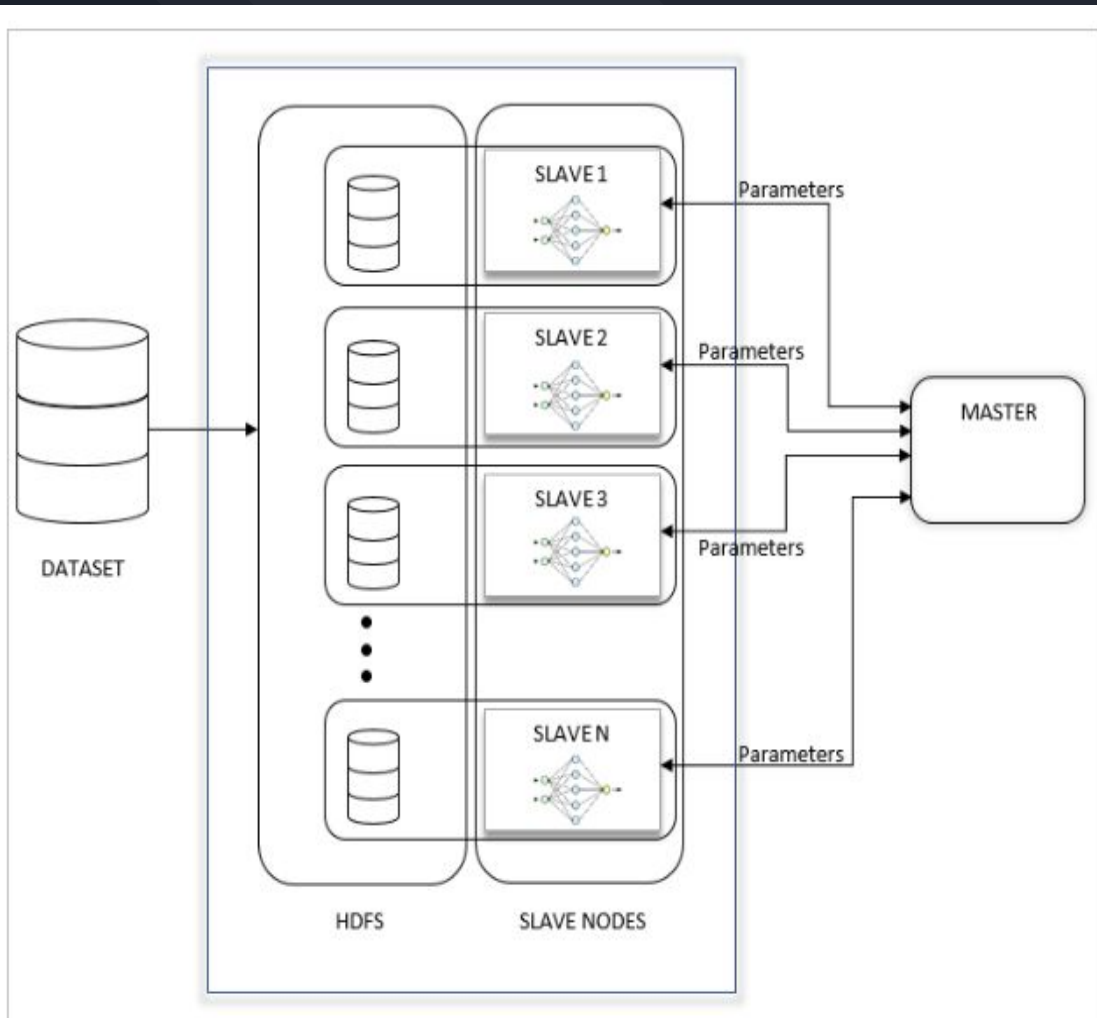 SLAVE 1
Parameters
SLAVE 2
Parameters
MASTER
SLAVE 3
Parameters
DATASET
SLAVE N
Parameters
HDFS
SLAVE NODES